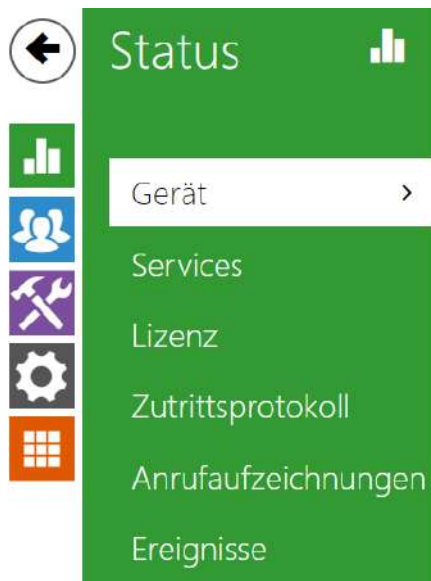 Status
Gerät
Services
Lizenz
Zutrittsprotokoll
Anrufaufzeichnungen
Ereignisse